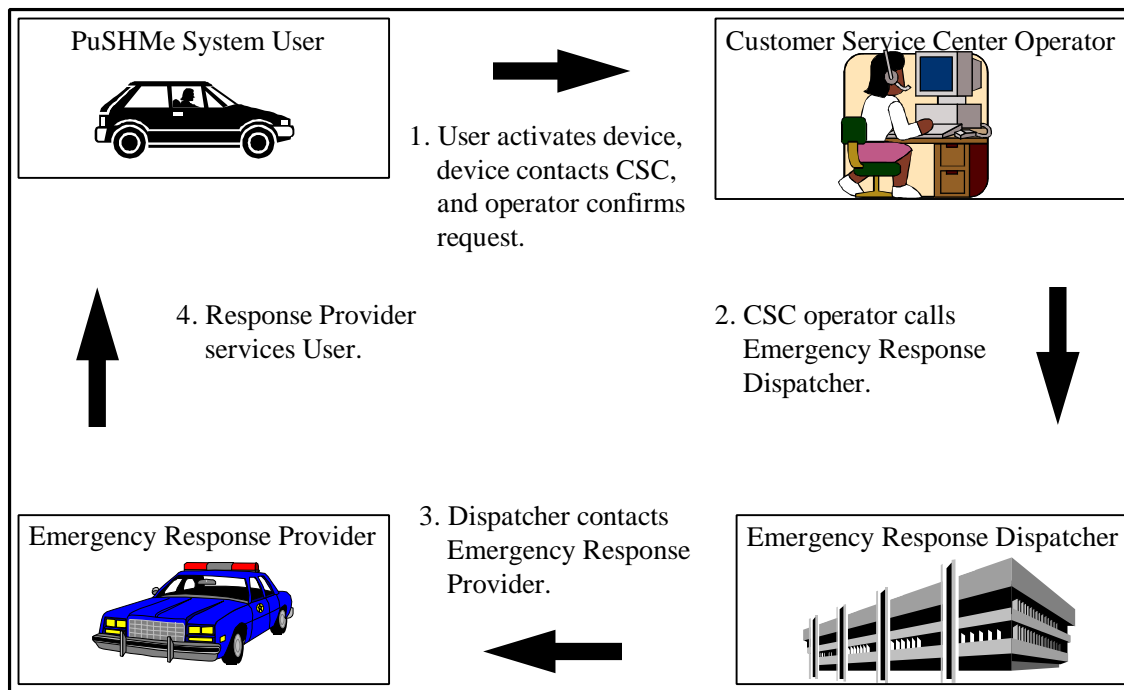 PuSHMe System User
Customer Service Center Operator
1. User activates device,
device contacts CSC,
and operator confirms
request.
4. Response Provider
services User.
2. CSC operator calls
Emergency Response
Dispatcher.
Emergency Response Provider
3. Dispatcher contacts
Emergency Response
Provider.
Emergency Response Dispatcher